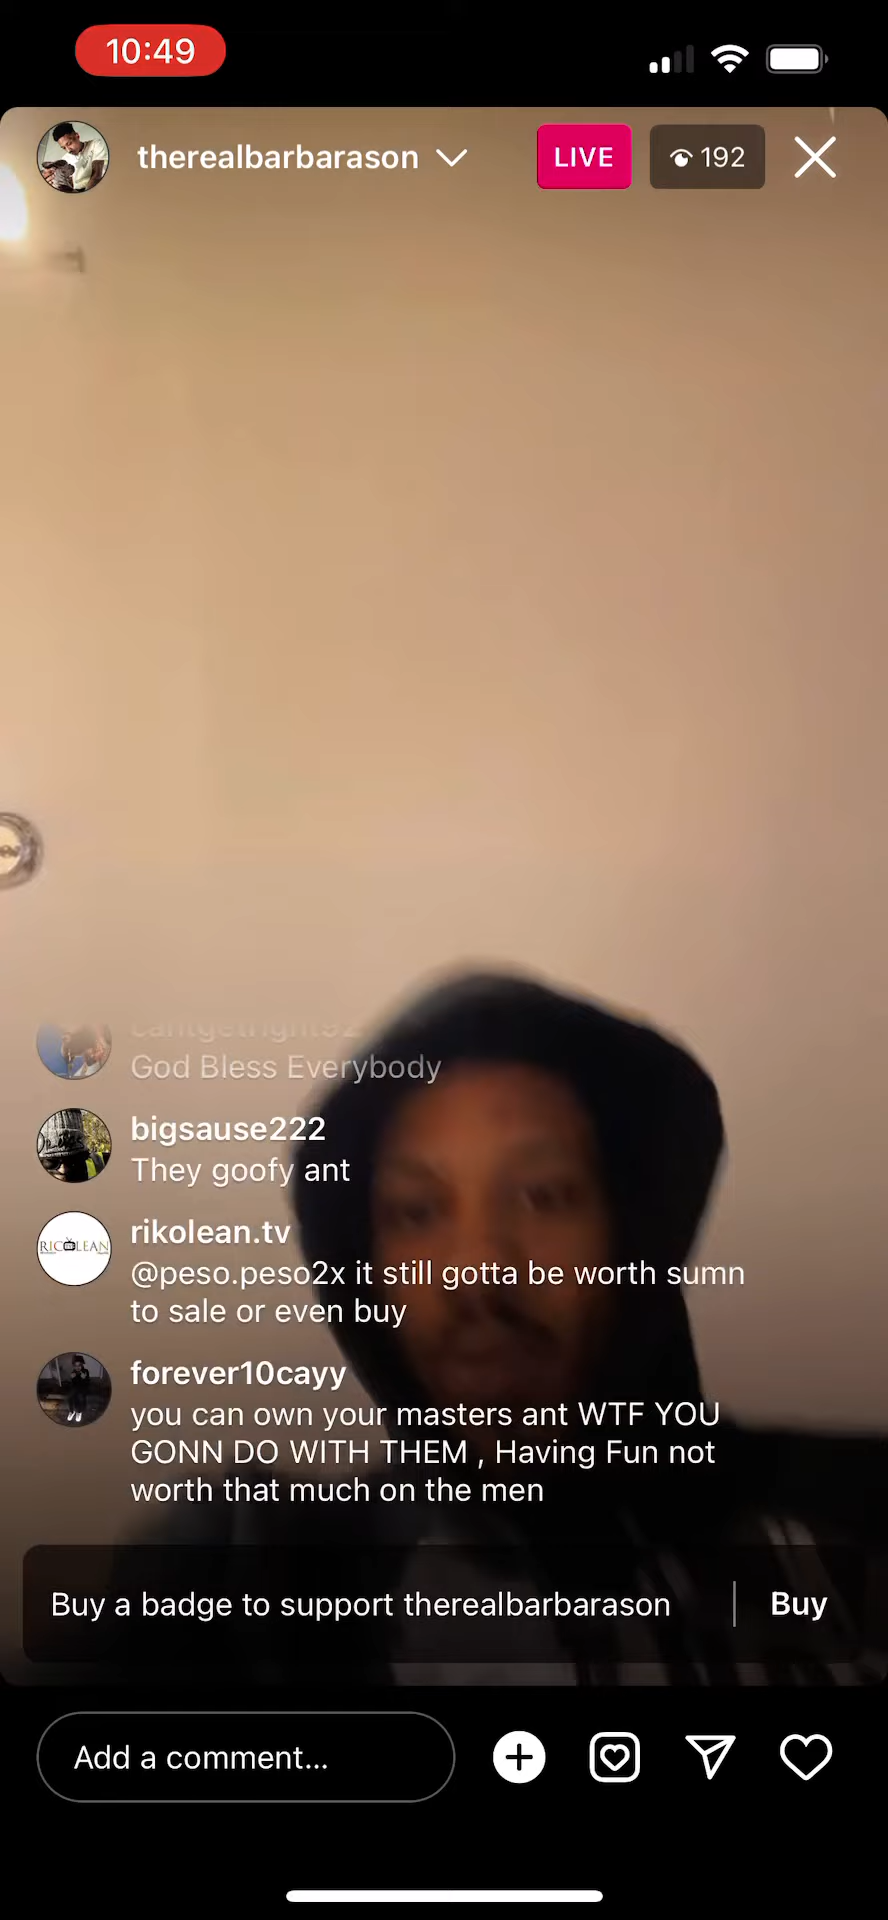 10:49
therealbarbarason
LIVE
192
cantgetright92
God Bless Everybody
bigsause222
They goofy ant
rikolean.tv
RICOLEAN
@peso.peso2x it still gotta be worth sumn
to sale or even buy
forever10cayy
you can own your masters ant WTF YOU
GONN DO WITH THEM , Having Fun not
worth that much on the men
Buy a badge to support therealbarbarason
Buy
Add a comment...